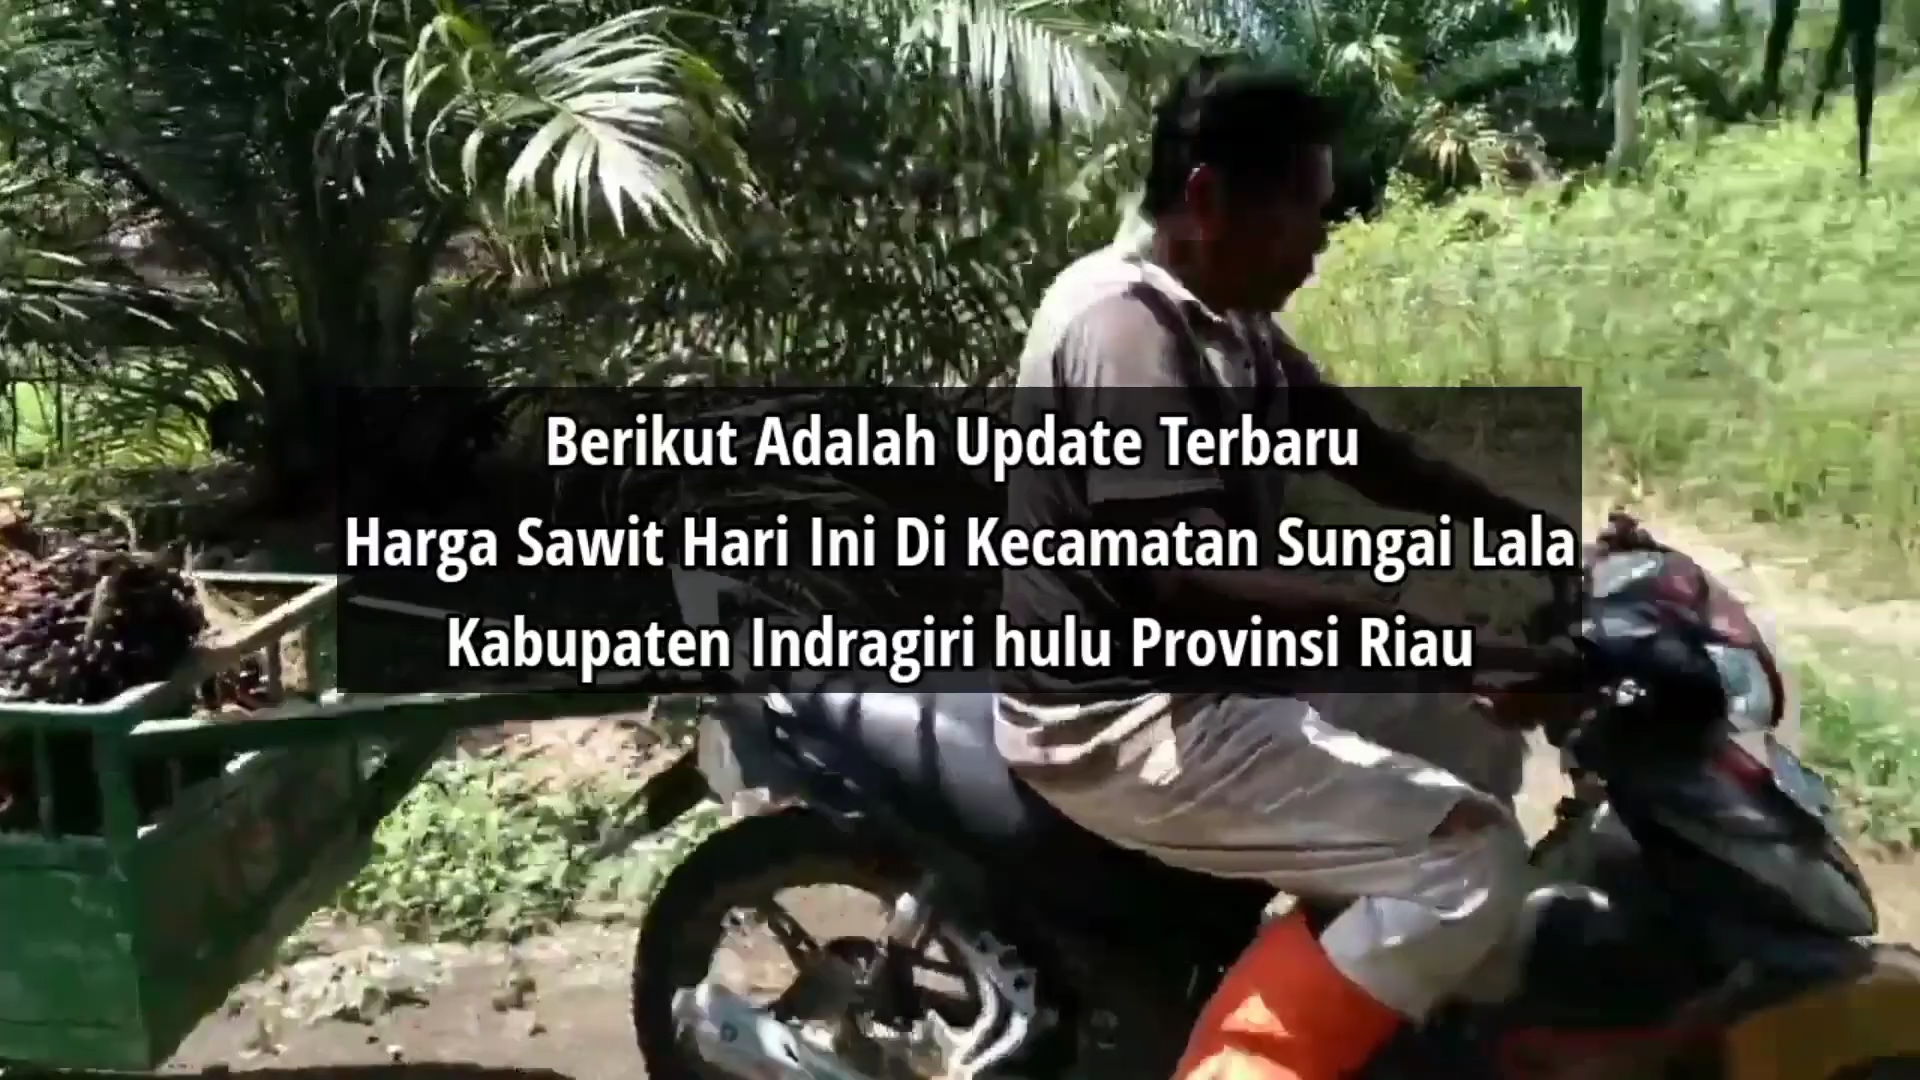 Berikut Adalah Update Terbaru
Harga Sawit Hari Ini Di Kecamatan Sungai Lala
Kabupaten Indragiri hulu Provinsi Riau